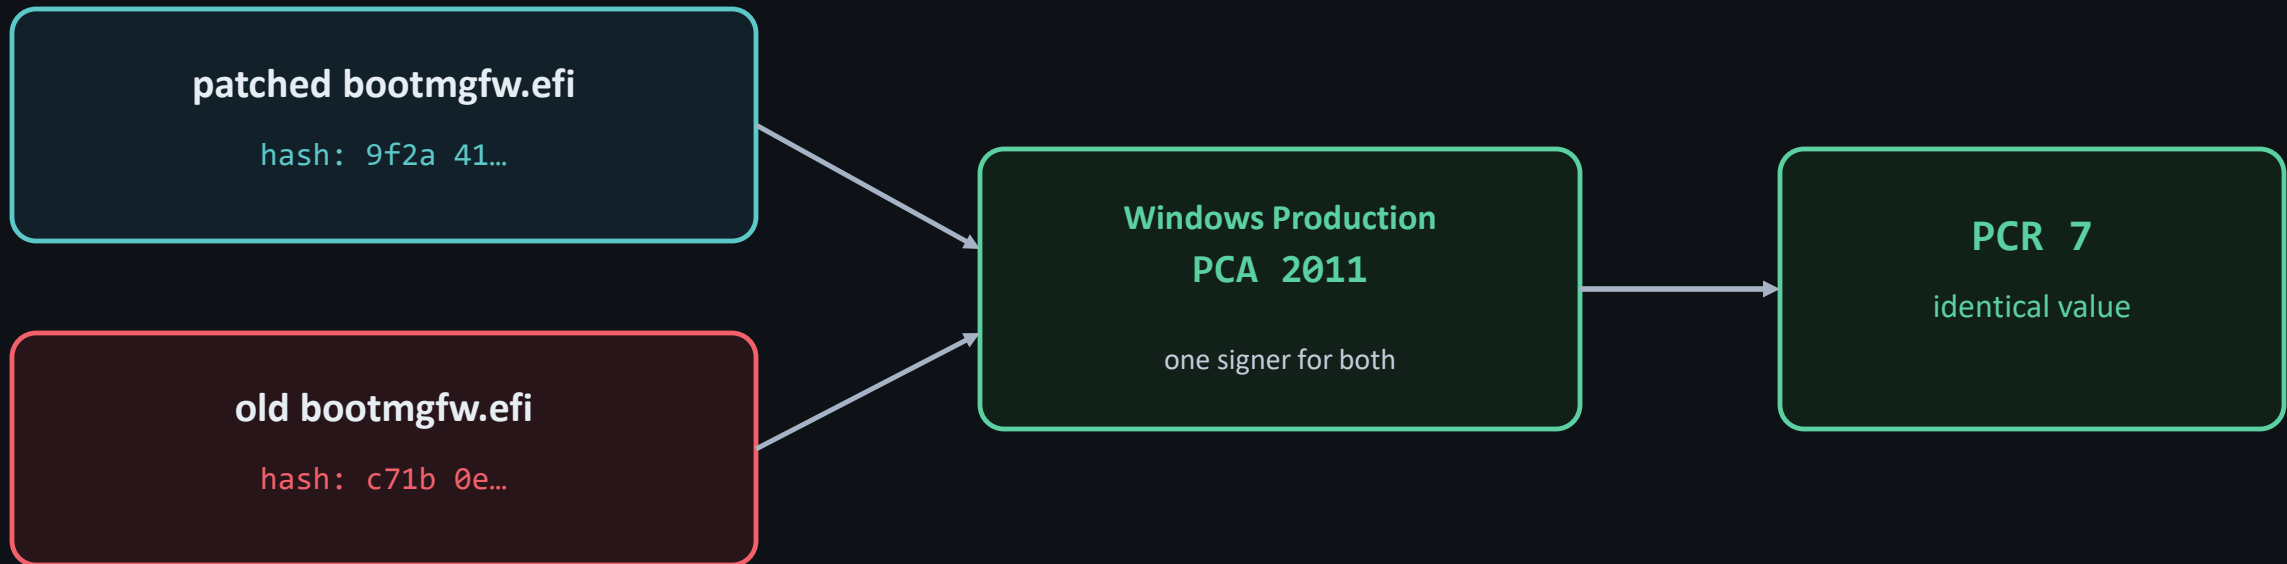 patched bootmgfw.efi
hash: 9f2a 41…
old bootmgfw.efi
hash: c71b 0e…
Windows Production
PCA 2011
one signer for both
PCR 7
identical value